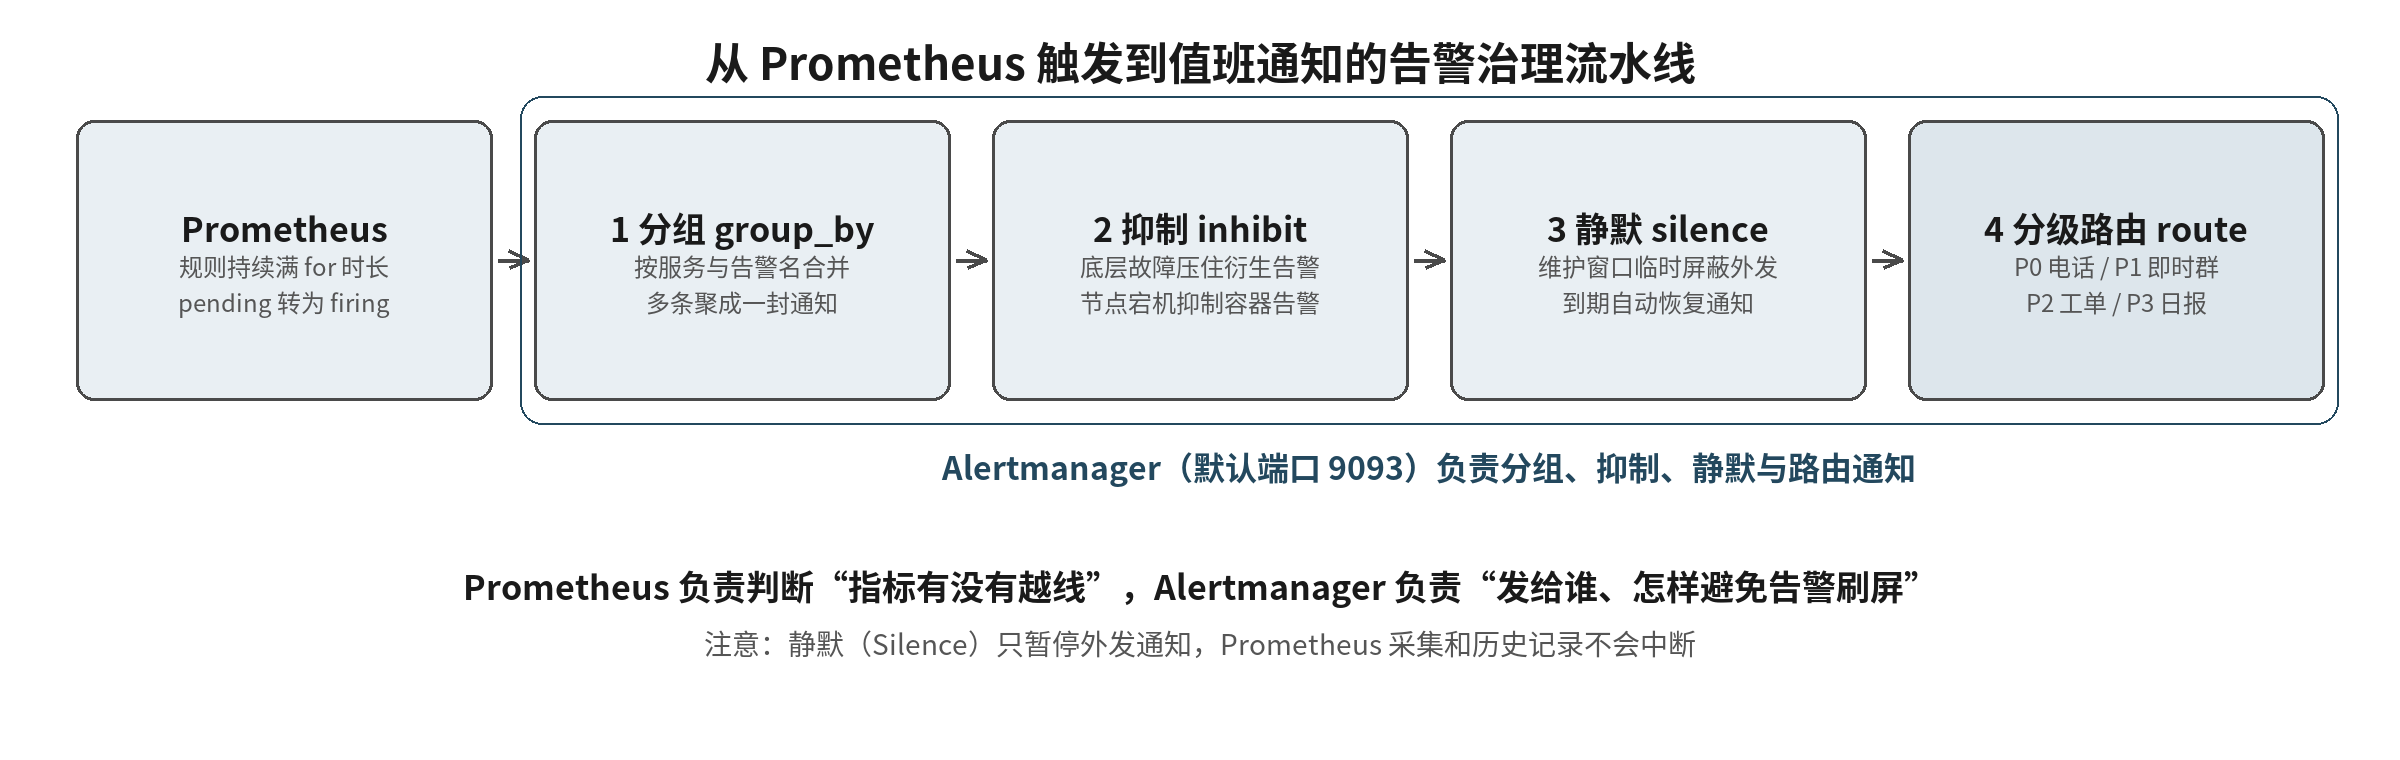 从 Prometheus 触发到值班通知的告警治理流水线
Prometheus
规则持续满 for 时长
pending 转为 firing
1 分组 group_by
按服务与告警名合并
多条聚成一封通知
2 抑制 inhibit
底层故障压住衍生告警
节点宕机抑制容器告警
3 静默 silence
维护窗口临时屏蔽外发
到期自动恢复通知
4 分级路由 route
P0 电话 / P1 即时群
P2 工单 / P3 日报
Alertmanager（默认端口 9093）负责分组、抑制、静默与路由通知
Prometheus 负责判断“指标有没有越线”，Alertmanager 负责“发给谁、怎样避免告警刷屏”
注意：静默（Silence）只暂停外发通知，Prometheus 采集和历史记录不会中断